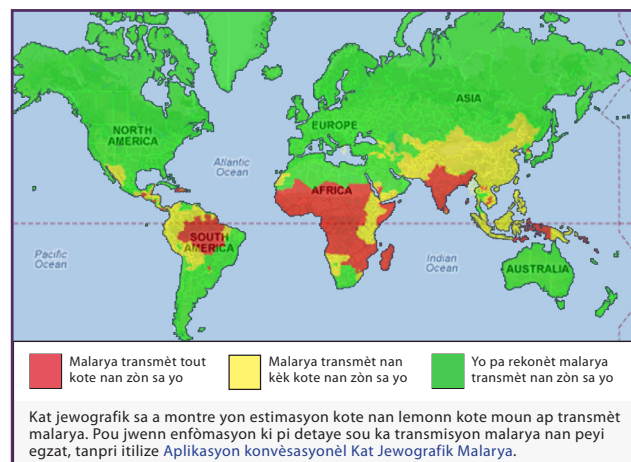 NORTH
AMERICA
Atlantic
Ocean
EUROPE
ASIA
AFRICA
Pacific
Ocean
SOUTH
AMERICA
Indian
Ocean
AUSTRALIA
Malarya transmèt tout
kote nan zòn sa yo
Malarya transmèt nan
kèk kote nan zòn sa yo
Yo pa rekonèt malarya
transmèt nan zòn sa yo
Kat jewografik sa a montre yon estimasyon kote nan lemonn kote moun ap transmèt
malarya. Pou jwenn enfòmasyon ki pi detaye sou ka transmisyon malarya nan peyi
egzat, tanpri itilize Aplikasyon konvèsasyonèl Kat Jewografik Malarya.